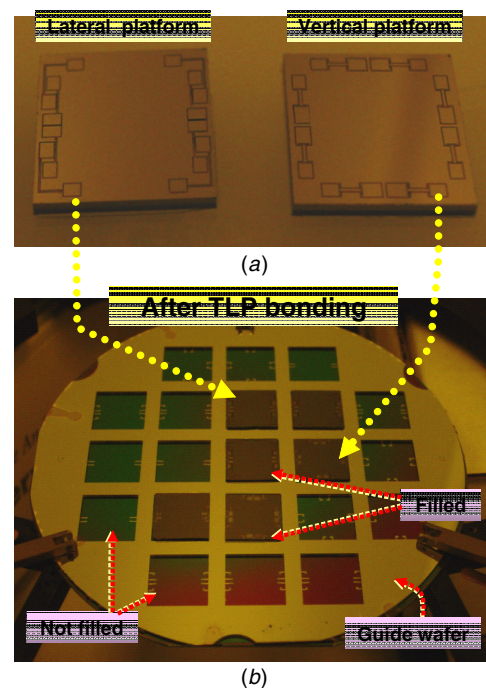 Lateral platform
Vertical platform
(a)
After TLP bonding
Filled
Not filled
Guide wafer
(b)